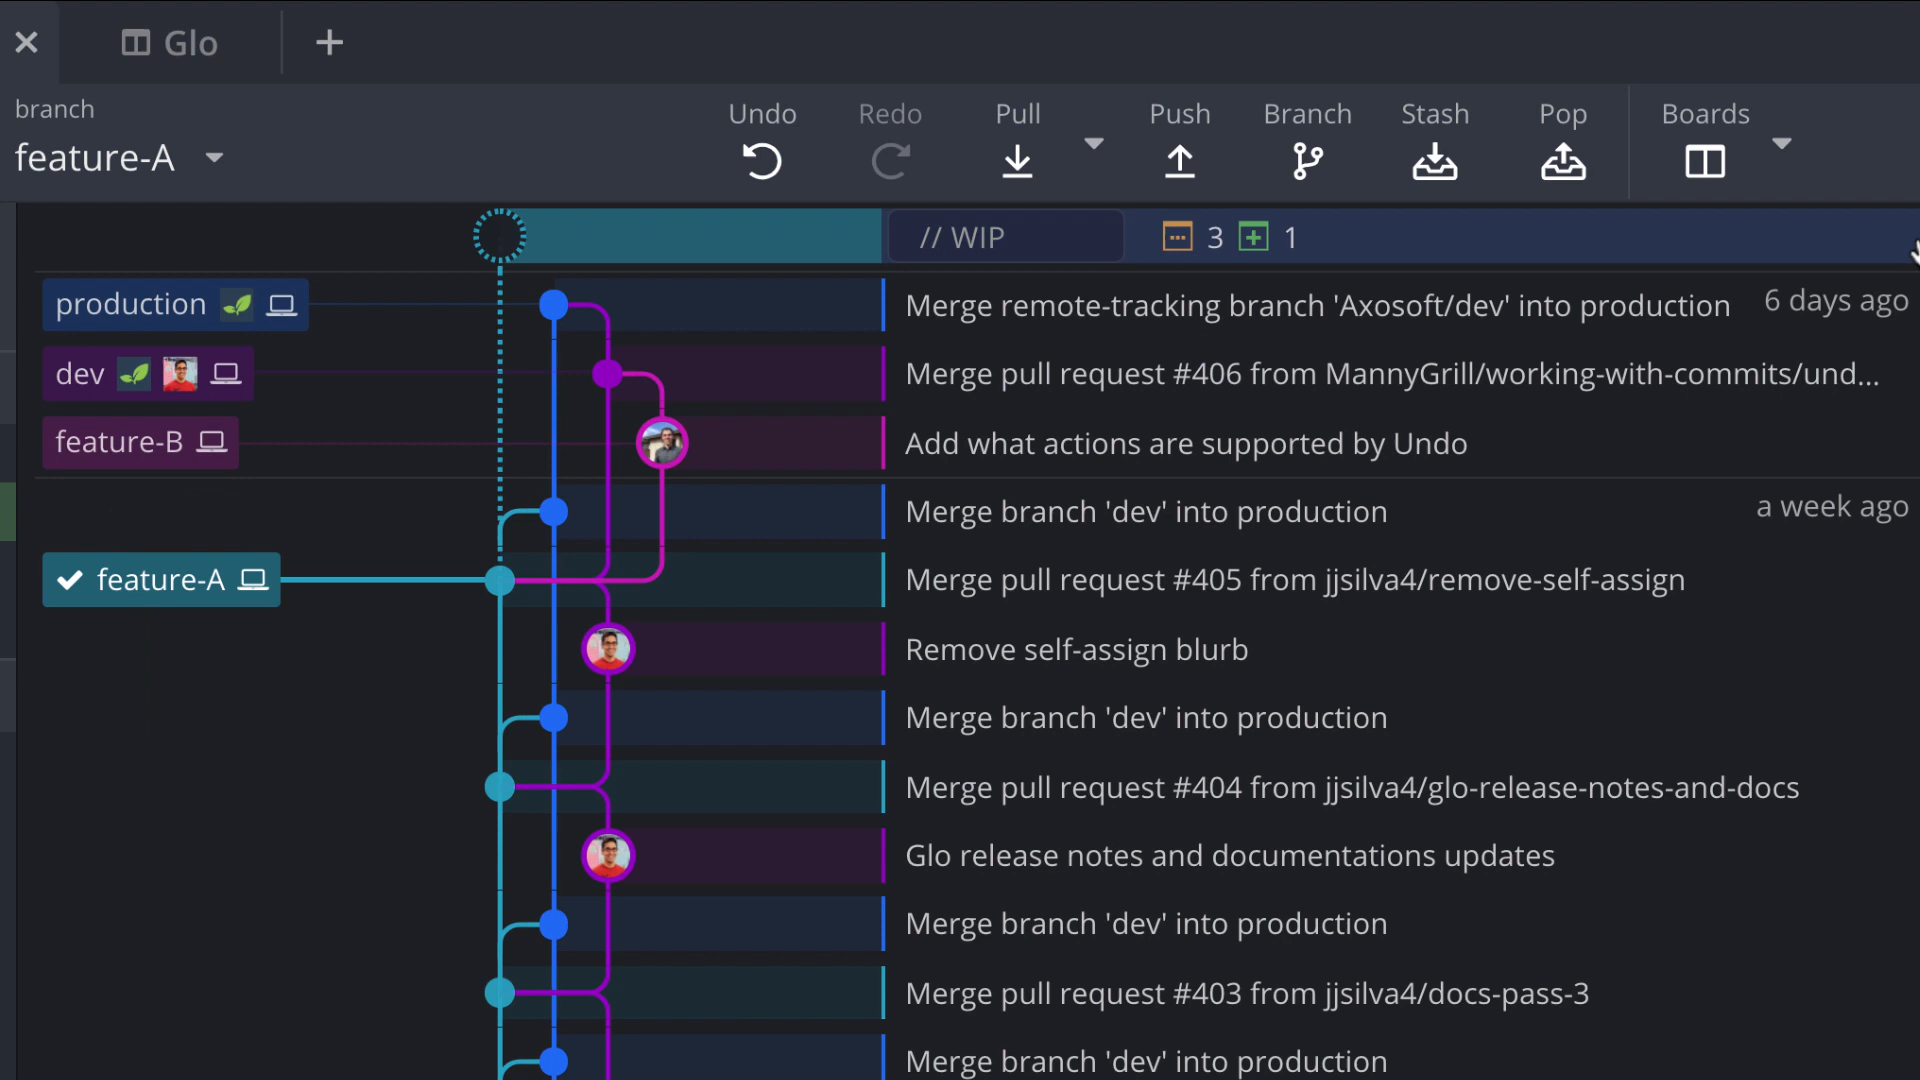 Glo
branch
feature-A
Undo
Redo
Pull
Push
Branch
Stash
Pop
Boards
// WIP
3
1
production
Merge remote-tracking branch 'Axosoft/dev' into production
6 days ago
dev
Merge pull request #406 from MannyGrill/working-with-commits/und...
feature-B
Add what actions are supported by Undo
Merge branch 'dev' into production
a week ago
feature-A
Merge pull request #405 from jjsilva4/remove-self-assign
Remove self-assign blurb
Merge branch 'dev' into production
Merge pull request #404 from jjsilva4/glo-release-notes-and-docs
Glo release notes and documentations updates
Merge branch 'dev' into production
Merge pull request #403 from jjsilva4/docs-pass-3
Merge branch 'dev' into production